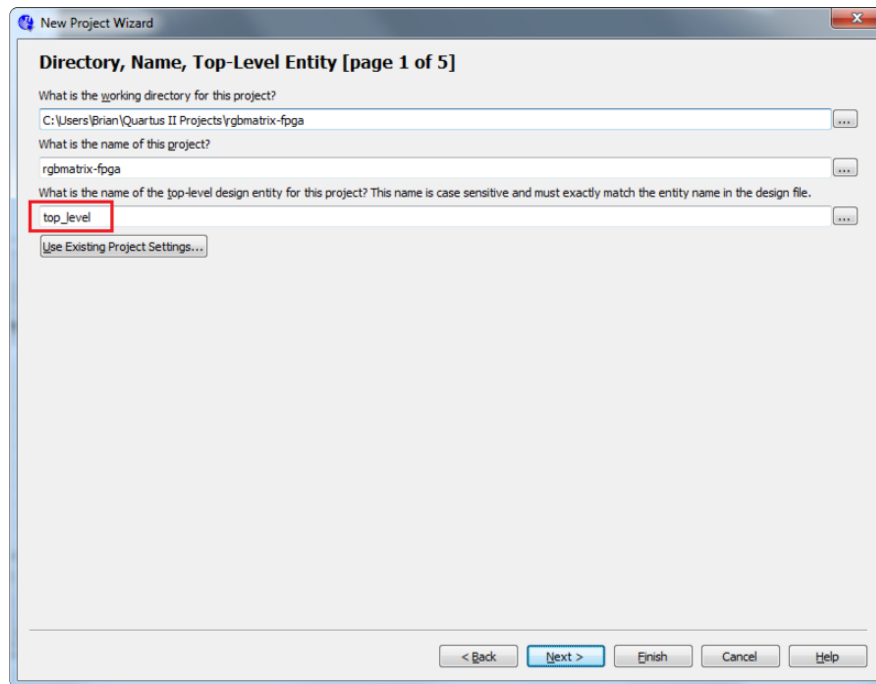 New Project Wizard
Directory, Name, Top-Level Entity [page 1 of 5]
What is the working directory for this project?
C:\Users\Brian\Quartus II Projects\rgbmatrix-fpga
...
What is the name of this project?
rgbmatrix-fpga
...
What is the name of the top-level design entity for this project? This name is case sensitive and must exactly match the entity name in the design file.
top_level
...
Use Existing Project Settings...
< Back Next > Finish Cancel Help